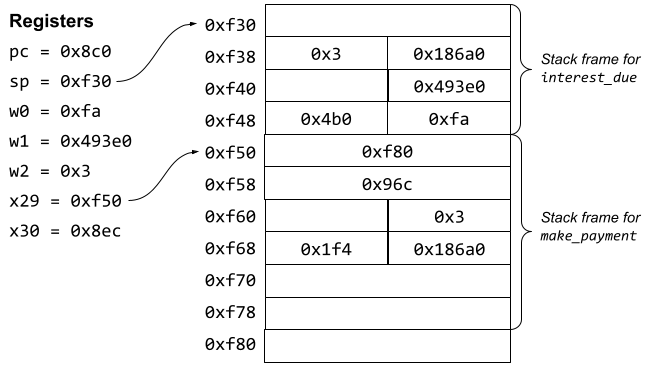 Registers
pc = 0x8c0
sp = 0xf30
w0 = 0xfa
w1 = 0x493e0
w2 = 0x3
x29 = 0xf50
x30 = 0x8ec
0xf30
0xf38 0x3 0x186a0
0xf40 0x493e0
0xf48 0x4b0 0xfa
0xf50 0xf80
0xf58 0x96c
0xf60 0x3
0xf68 0x1f4 0x186a0
0xf70
0xf78
0xf80
Stack frame for
interest_due
Stack frame for
make_payment